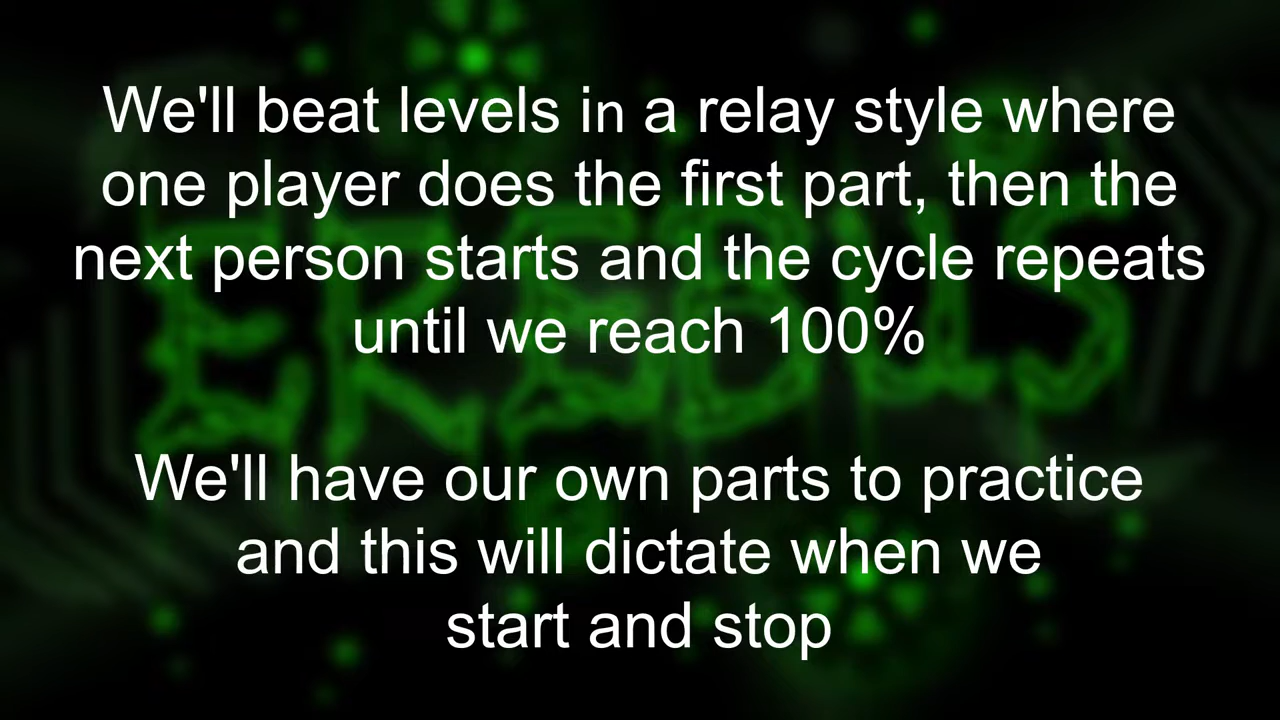 We'll beat levels in a relay style where
one player does the first part, then the
next person starts and the cycle repeats
until we reach 100%
We'll have our own parts to practice
and this will dictate when we
start and stop
EREBUS